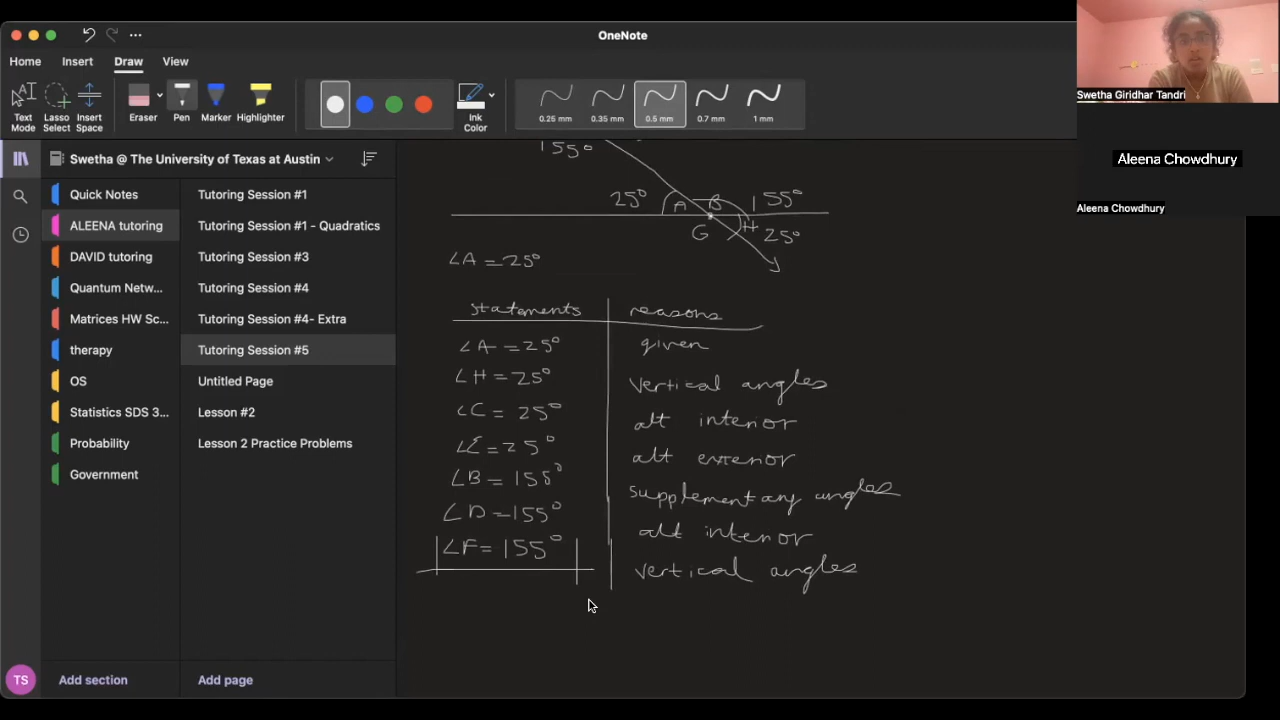 OneNote
Swetha Giridhar Tandri
Aleena Chowdhury
Aleena Chowdhury
Home Insert Draw View
Text Mode
Lasso Select
Insert Space
Eraser
Pen
Marker
Highlighter
Ink Color
0.25 mm
0.35 mm
0.5 mm
0.7 mm
1 mm
Swetha @ The University of Texas at Austin
Quick Notes
ALEENA tutoring
DAVID tutoring
Quantum Netw...
Matrices HW Sc...
therapy
OS
Statistics SDS 3...
Probability
Government
Tutoring Session #1
Tutoring Session #1 - Quadratics
Tutoring Session #3
Tutoring Session #4
Tutoring Session #4- Extra
Tutoring Session #5
Untitled Page
Lesson #2
Lesson 2 Practice Problems
155°
25° A B 155°
G H 25°
∠A = 25°
statements reasons
∠A = 25° given
∠H = 25° vertical angles
∠C = 25° alt interior
∠E = 25° alt exterior
∠B = 155° supplementary angles
∠D = 155° alt interior
∠F = 155° vertical angles
TS
Add section
Add page